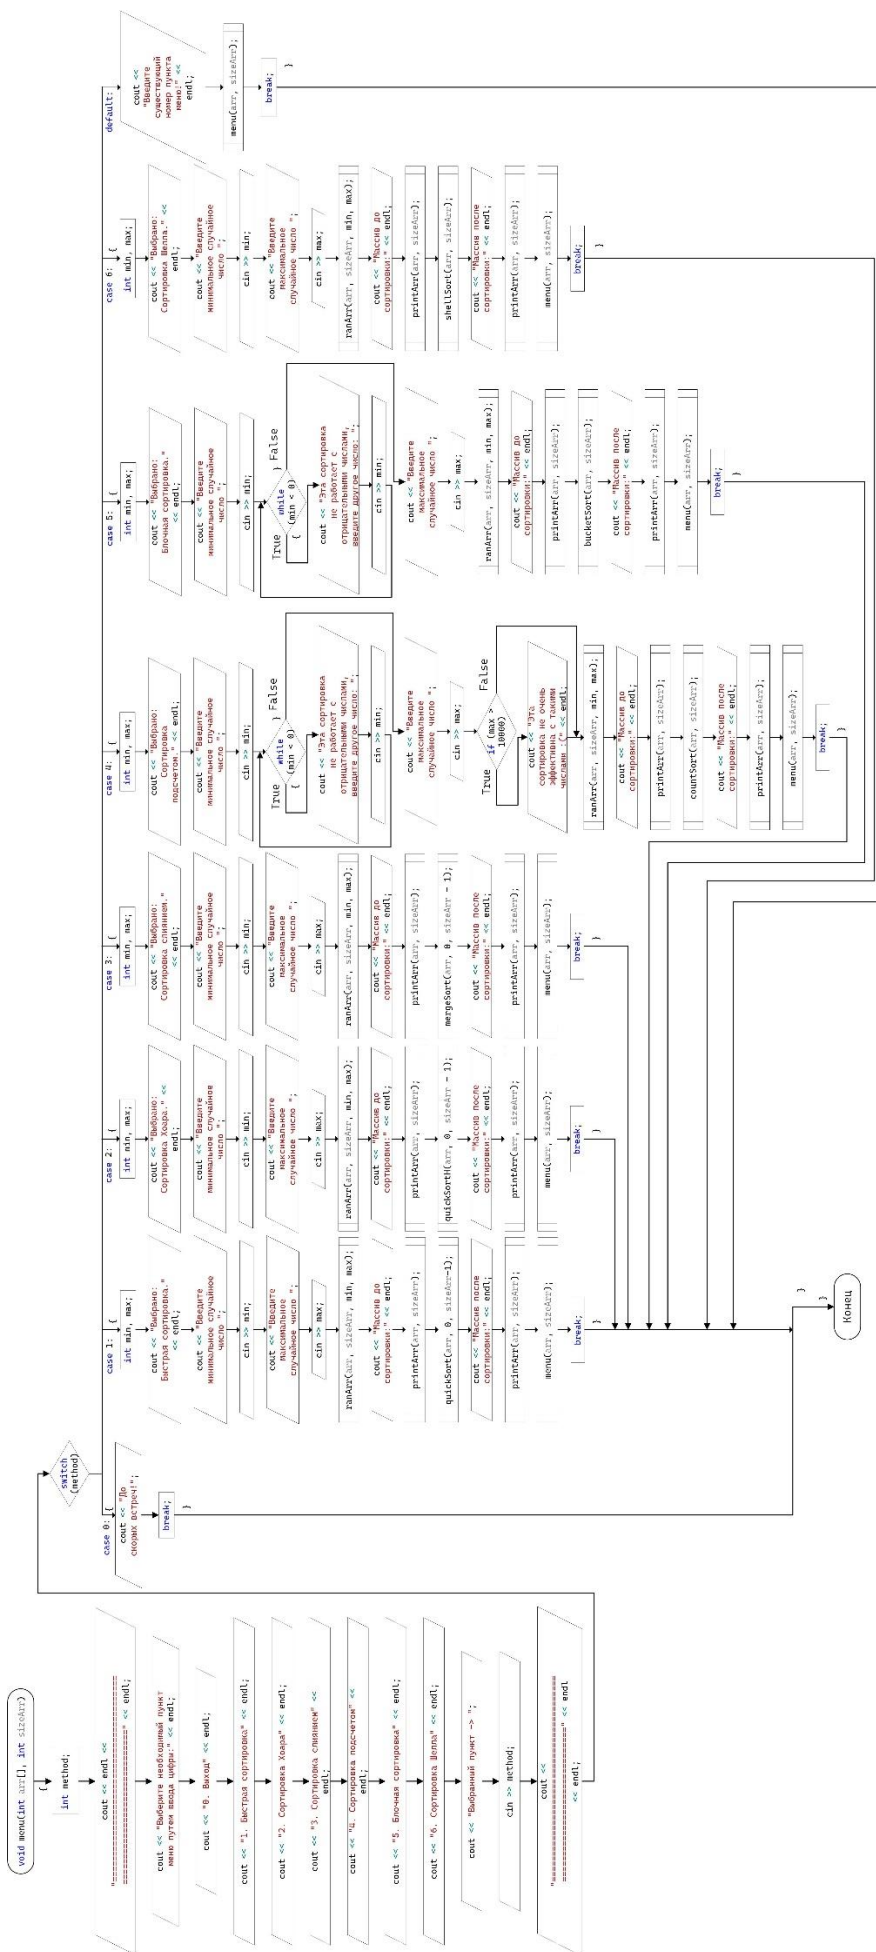 void menu(int arr[], int sizeArr)
{
int method;
cout << endl <<
"================================
========================" << endl;
cout << "Выберите необходимый пункт
меню путем ввода цифры:" << endl;
cout << "0. Выход" << endl;
cout << "1. Быстрая сортировка" << endl;
cout << "2. Сортировка Хоара" << endl;
cout << "3. Сортировка слиянием" <<
endl;
cout << "4. Сортировка подсчетом" <<
endl;
cout << "5. Блочная сортировка" << endl;
cout << "6. Сортировка Шелла" << endl;
cout << "Выбранный пункт -> ";
cin >> method;
cout <<
"================================
========================" << endl
<< endl;
switch
(method)
case 0: {
cout << "До
скорых встреч!";
break;
}
case 1: {
int min, max;
cout << "Выбрано:
Быстрая сортировка."
<< endl;
cout << "Введите
минимальное случайное
число ";
cin >> min;
cout << "Введите
максимальное
случайное число ";
cin >> max;
ranArr(arr, sizeArr, min, max);
cout << "Массив до
сортировки:" << endl;
printArr(arr, sizeArr);
quickSort(arr, 0, sizeArr-1);
cout << "Массив после
сортировки:" << endl;
printArr(arr, sizeArr);
menu(arr, sizeArr);
break;
}
case 2: {
int min, max;
cout << "Выбрано:
Сортировка Хоара." <<
endl;
cout << "Введите
минимальное случайное
число ";
cin >> min;
cout << "Введите
максимальное
случайное число ";
cin >> max;
ranArr(arr, sizeArr, min, max);
cout << "Массив до
сортировки:" << endl;
printArr(arr, sizeArr);
quickSortH(arr, 0, sizeArr - 1);
cout << "Массив после
сортировки:" << endl;
printArr(arr, sizeArr);
menu(arr, sizeArr);
break;
}
case 3: {
int min, max;
cout << "Выбрано:
Сортировка слиянием."
<< endl;
cout << "Введите
минимальное случайное
число ";
cin >> min;
cout << "Введите
максимальное
случайное число ";
cin >> max;
ranArr(arr, sizeArr, min, max);
cout << "Массив до
сортировки:" << endl;
printArr(arr, sizeArr);
mergeSort(arr, 0, sizeArr - 1);
cout << "Массив после
сортировки:" << endl;
printArr(arr, sizeArr);
menu(arr, sizeArr);
break;
}
case 4: {
int min, max;
cout << "Выбрано:
Сортировка
подсчетом." << endl;
cout << "Введите
минимальное случайное
число ";
cin >> min;
True while } False
{ (min < 0)
cout << "Эта сортировка
не работает с
отрицательными числами,
введите другое число: ";
cin >> min;
cout << "Введите
максимальное
случайное число ";
cin >> max;
True if (max > False
10000)
cout << "Эта
сортировка не очень
эффективна с такими
числами :(" << endl;
ranArr(arr, sizeArr, min, max);
cout << "Массив до
сортировки:" << endl;
printArr(arr, sizeArr);
countSort(arr, sizeArr);
cout << "Массив после
сортировки:" << endl;
printArr(arr, sizeArr);
menu(arr, sizeArr);
break;
}
case 5: {
int min, max;
cout << "Выбрано:
Блочная сортировка."
<< endl;
cout << "Введите
минимальное случайное
число ";
cin >> min;
True while } False
{ (min < 0)
cout << "Эта сортировка
не работает с
отрицательными числами,
введите другое число: ";
cin >> min;
cout << "Введите
максимальное
случайное число ";
cin >> max;
ranArr(arr, sizeArr, min, max);
cout << "Массив до
сортировки:" << endl;
printArr(arr, sizeArr);
bucketSort(arr, sizeArr);
cout << "Массив после
сортировки:" << endl;
printArr(arr, sizeArr);
menu(arr, sizeArr);
break;
}
case 6: {
int min, max;
cout << "Выбрано:
Сортировка Шелла." <<
endl;
cout << "Введите
минимальное случайное
число ";
cin >> min;
cout << "Введите
максимальное
случайное число ";
cin >> max;
ranArr(arr, sizeArr, min, max);
cout << "Массив до
сортировки:" << endl;
printArr(arr, sizeArr);
shellSort(arr, sizeArr);
cout << "Массив после
сортировки:" << endl;
printArr(arr, sizeArr);
menu(arr, sizeArr);
break;
}
default:
cout <<
"Введите
существующий
номер пункта
меню!" <<
endl;
menu(arr, sizeArr);
break;
}
}
}
Конец